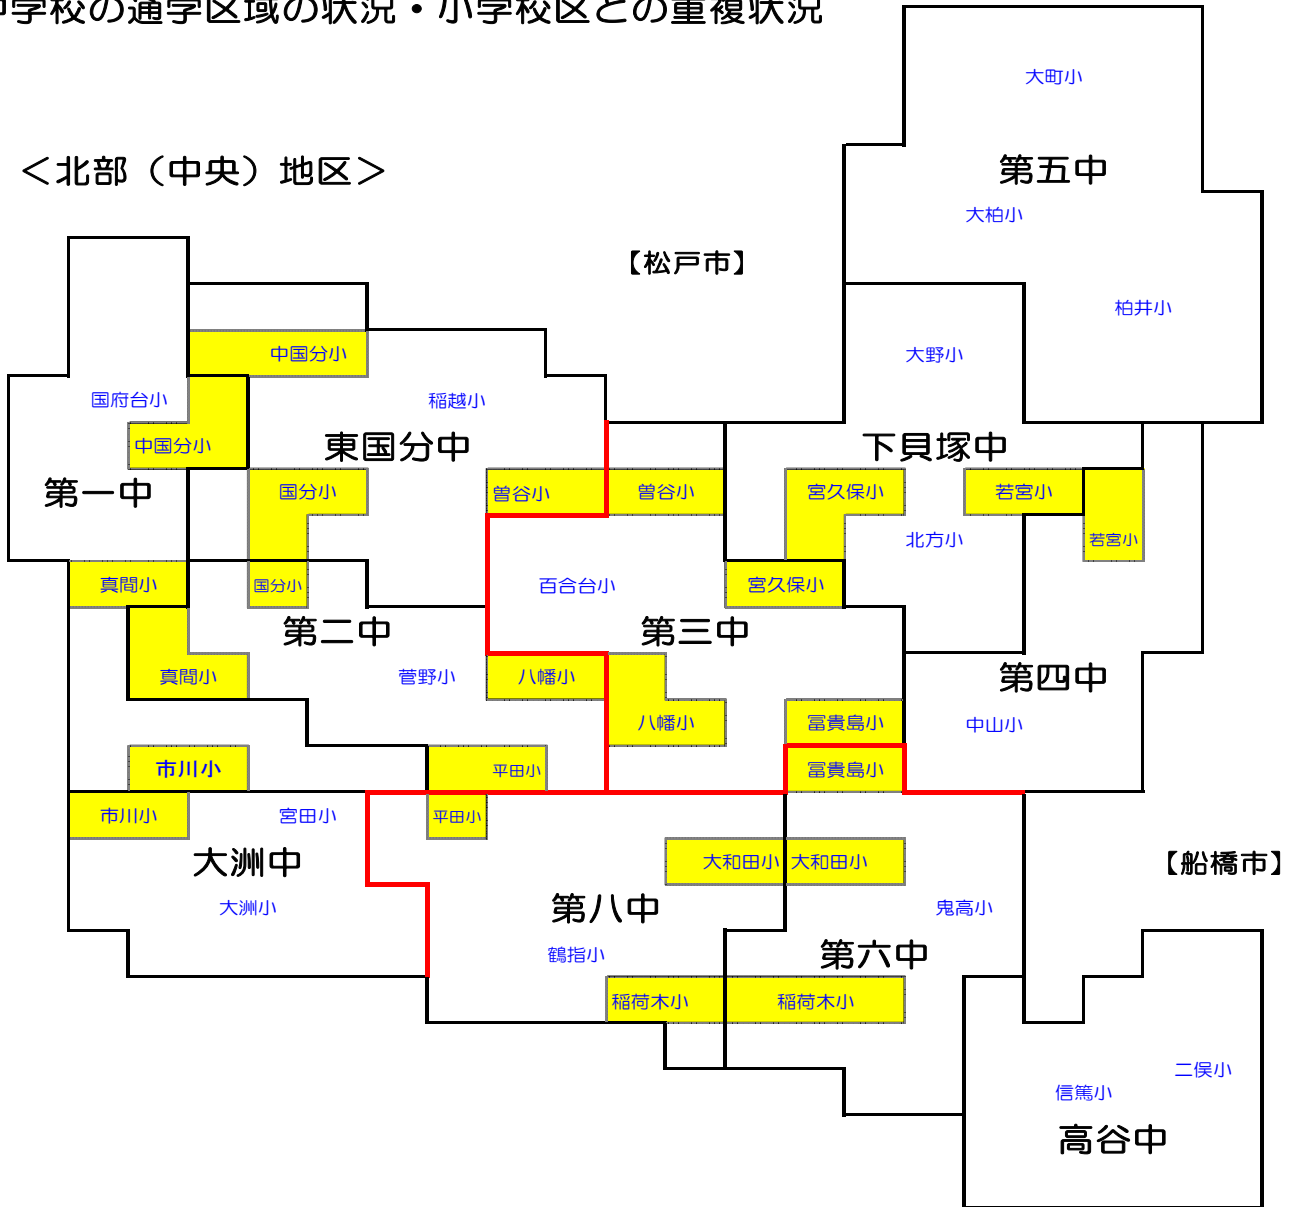 中学校の通学区域の状況・小学校区との重複状況
大町小
＜北部（中央）地区＞
第五中
大柏小
【松戸市】
柏井小
中国分小
大野小
国府台小
稲越小
中国分小
東国分中
下貝塚中
第一中
国分小
曽谷小
曽谷小
宮久保小
若宮小
北方小
若宮小
真間小
国分小
百合台小
宮久保小
第二中
第三中
真間小
菅野小
八幡小
第四中
八幡小
冨貴島小
中山小
市川小
平田小
冨貴島小
市川小
宮田小
平田小
大洲中
大和田小
大和田小
【船橋市】
大洲小
第八中
鬼高小
鶴指小
第六中
稲荷木小
稲荷木小
二俣小
信篤小
高谷中